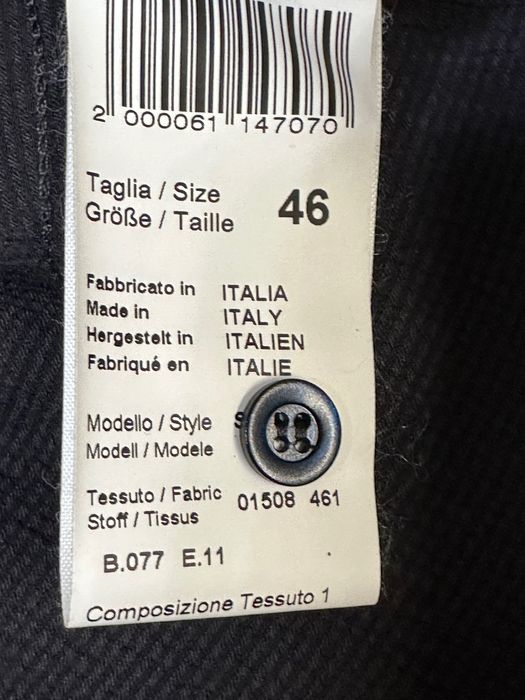 2 000061 147070
Taglia / Size
Größe / Taille
46
Fabbricato in ITALIA
Made in ITALY
Hergestelt in ITALIEN
Fabriqué en ITALIE
Modello / Style
Modell / Modele
Tessuto / Fabric 01508 461
Stoff / Tissus
B.077 E.11
Composizione Tessuto 1